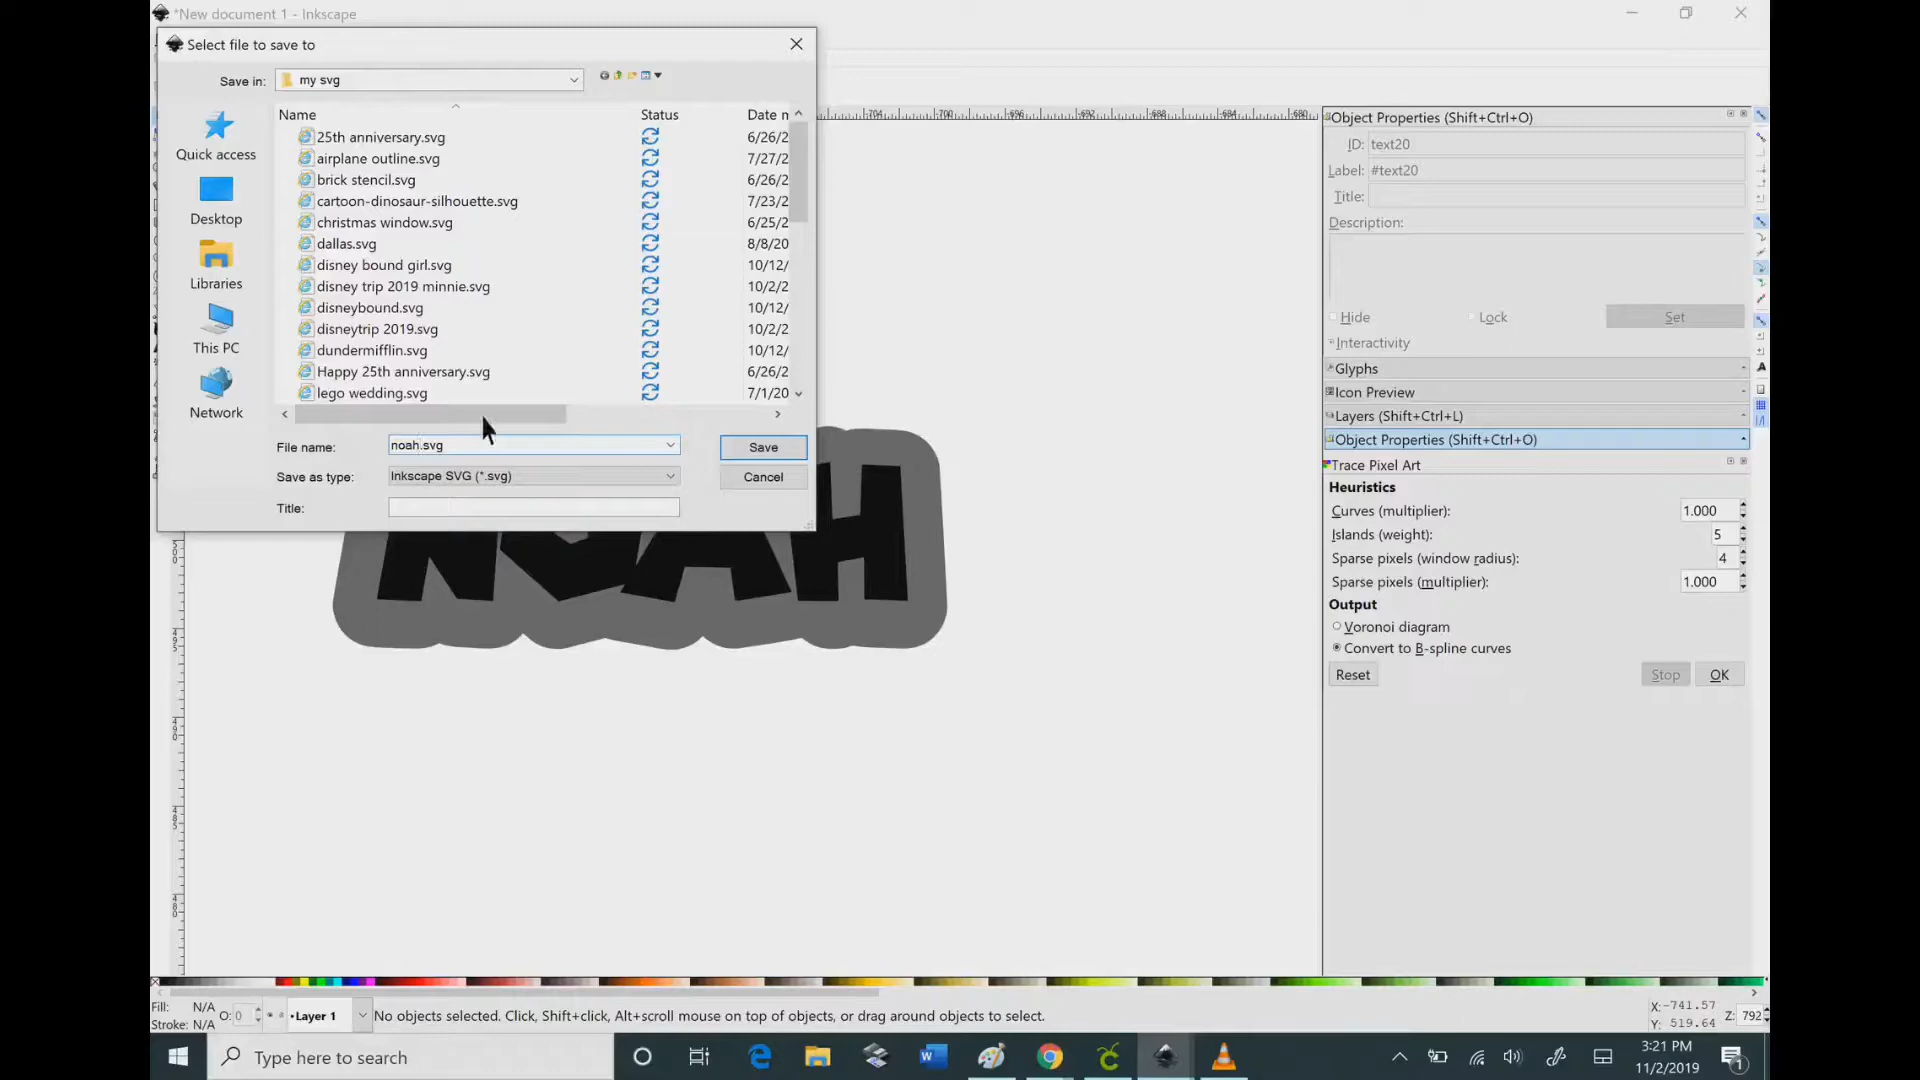 *New document 1 - Inkscape
Select file to save to
Save in: my svg
Name Status Date m
25th anniversary.svg 6/26/2
airplane outline.svg 7/27/2
brick stencil.svg 6/26/2
cartoon-dinosaur-silhouette.svg 7/23/2
christmas window.svg 6/25/2
dallas.svg 8/8/20
disney bound girl.svg 10/12/
disney trip 2019 minnie.svg 10/2/2
disneybound.svg 10/12/
disneytrip 2019.svg 10/2/2
dundermifflin.svg 10/12/
Happy 25th anniversary.svg 6/26/2
lego wedding.svg 7/1/20
Quick access
Desktop
Libraries
This PC
Network
File name: noah.svg Save
Save as type: Inkscape SVG (*.svg) Cancel
Title:
NOAH
-704 -700 -696 -692 -688 -684 -680
Object Properties (Shift+Ctrl+O)
ID: text20
Label: #text20
Title:
Description:
Hide Lock Set
Interactivity
Glyphs
Icon Preview
Layers (Shift+Ctrl+L)
Object Properties (Shift+Ctrl+O)
Trace Pixel Art
Heuristics
Curves (multiplier): 1.000
Islands (weight): 5
Sparse pixels (window radius): 4
Sparse pixels (multiplier): 1.000
Output
Voronoi diagram
Convert to B-spline curves
Reset Stop OK
Fill: N/A O: 0 •Layer 1 No objects selected. Click, Shift+click, Alt+scroll mouse on top of objects, or drag around objects to select. X:-741.57 Z: 792
Stroke: N/A Y: 519.64
Type here to search
3:21 PM
11/2/2019
1